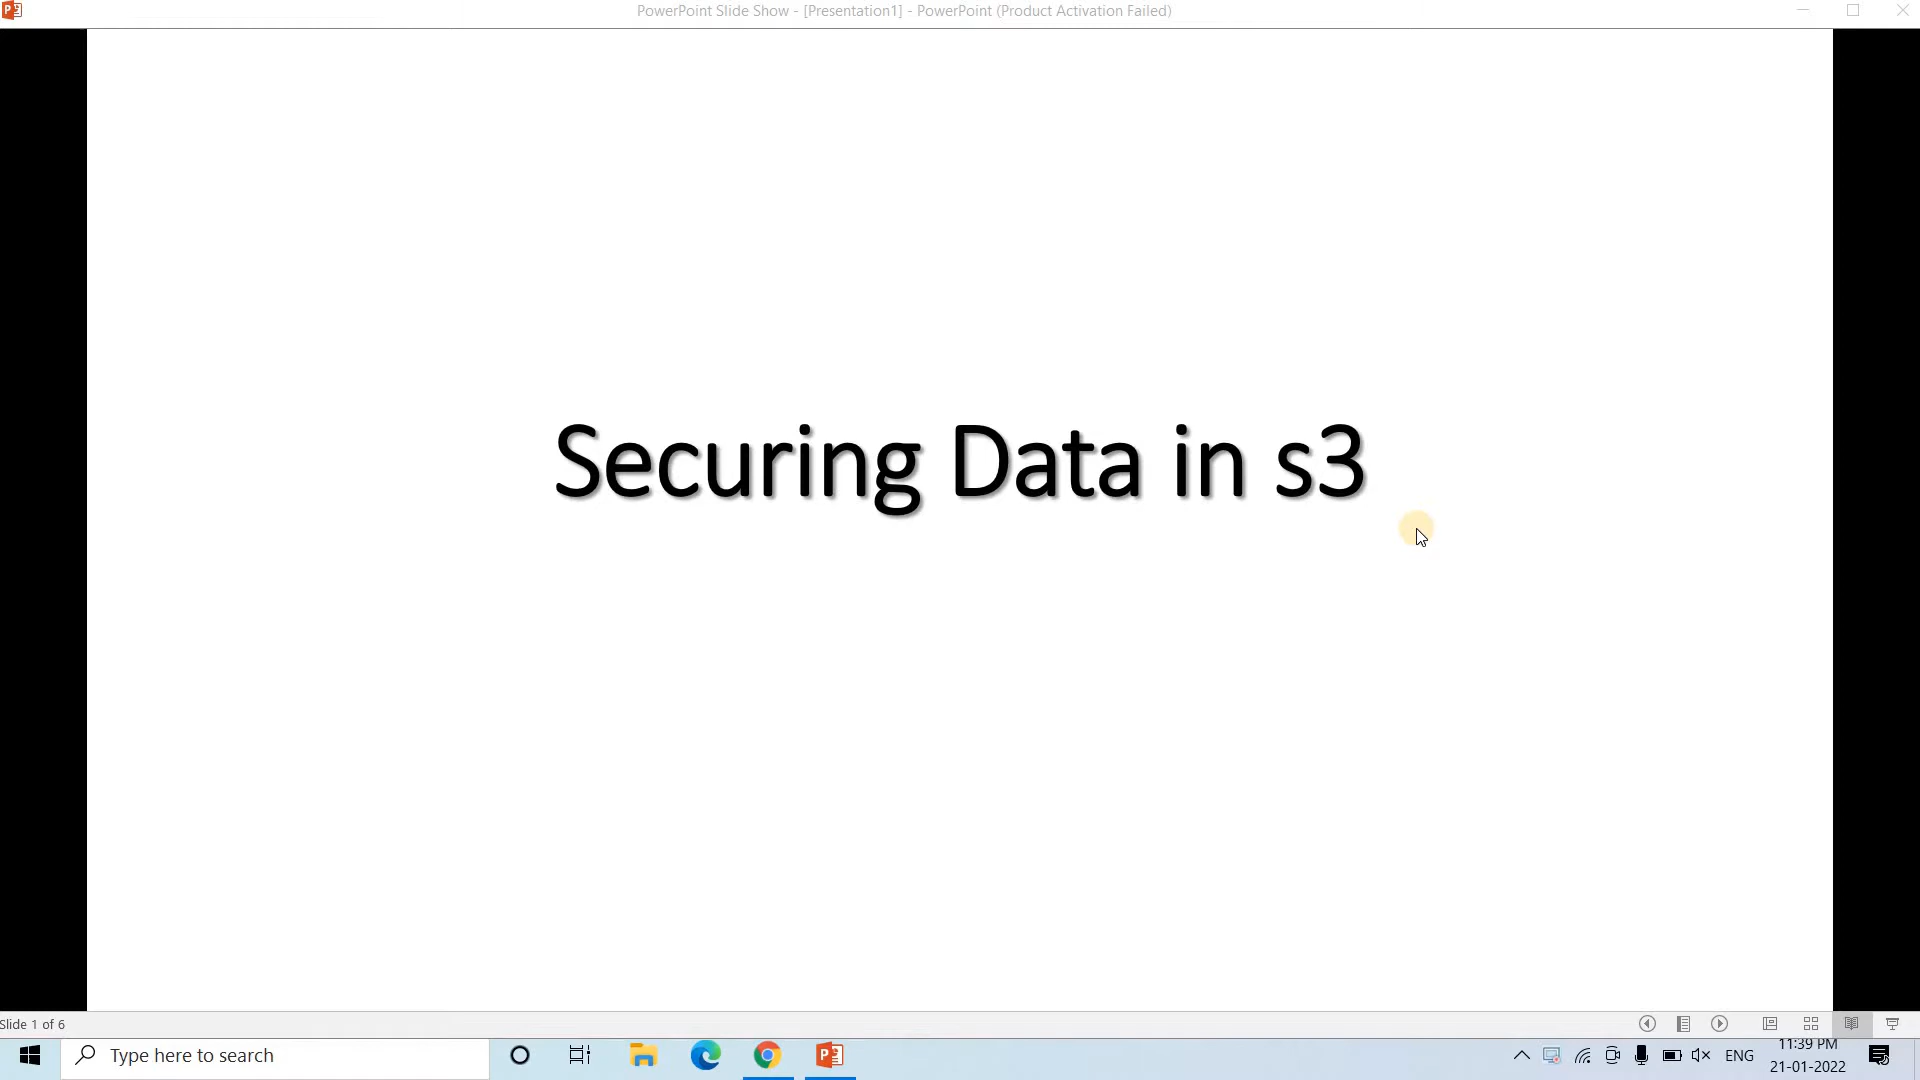 PowerPoint Slide Show - [Presentation1] - PowerPoint (Product Activation Failed)
Securing Data in s3
Slide 1 of 6
Type here to search
ENG
11:39 PM
21-01-2022